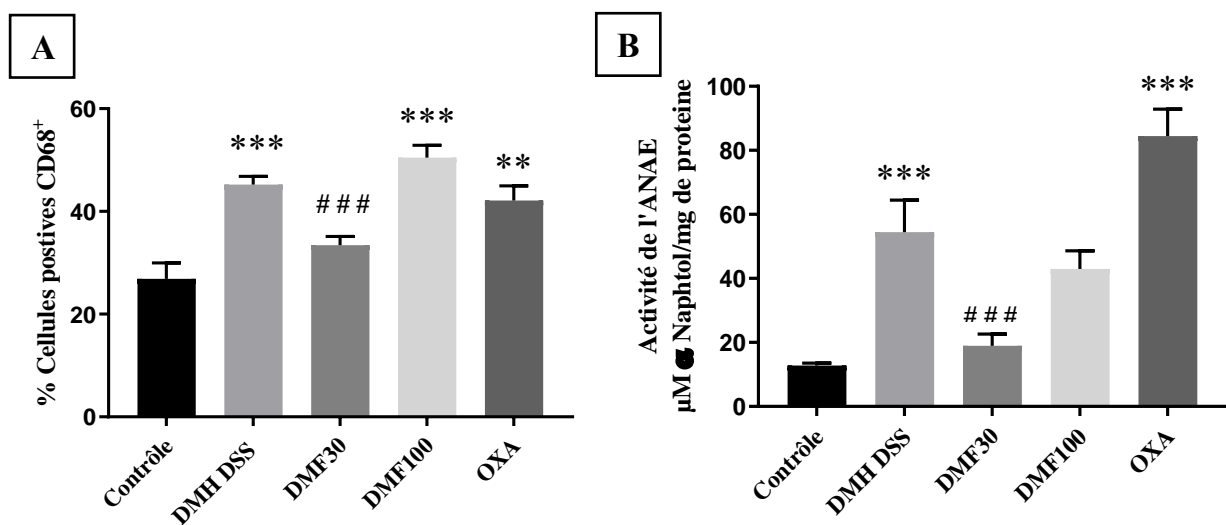 A
% Cellules postives CD68+
60
40
20
0
***
###
***
**
Contrôle
DMH DSS
DMF30
DMF100
OXA
B
Activité de l'ANAE
µM α Naphtol/mg de proteine
100
80
60
40
20
0
***
###
***
Contrôle
DMH DSS
DMF30
DMF100
OXA